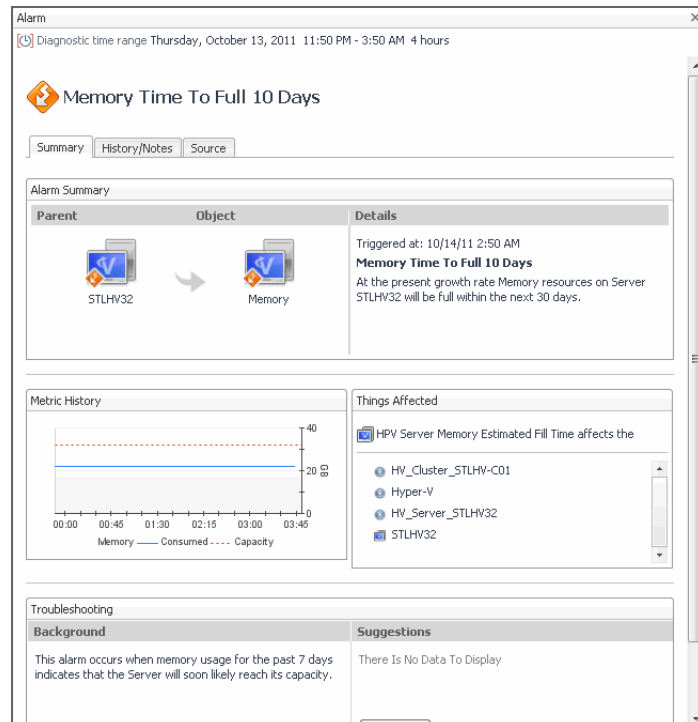 Alarm
Diagnostic time range Thursday, October 13, 2011 11:50 PM - 3:50 AM 4 hours
Memory Time To Full 10 Days
Summary History/Notes Source
Alarm Summary
Parent Object Details
STLHV32
Memory
Triggered at: 10/14/11 2:50 AM
Memory Time To Full 10 Days
At the present growth rate Memory resources on Server
STLHV32 will be full within the next 30 days.
Metric History
40
20
0
GB
00:00 00:45 01:30 02:15 03:00 03:45
Memory Consumed Capacity
Things Affected
HPV Server Memory Estimated Fill Time affects the
HV_Cluster_STLHV-C01
Hyper-V
HV_Server_STLHV32
STLHV32
Troubleshooting
Background Suggestions
This alarm occurs when memory usage for the past 7 days
indicates that the Server will soon likely reach its capacity.
There Is No Data To Display